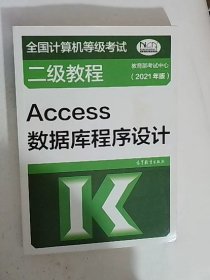 全国计算机等级考试
二级教程
教育部考试中心
(2021年版)
Access
数据库程序设计
高等教育出版社